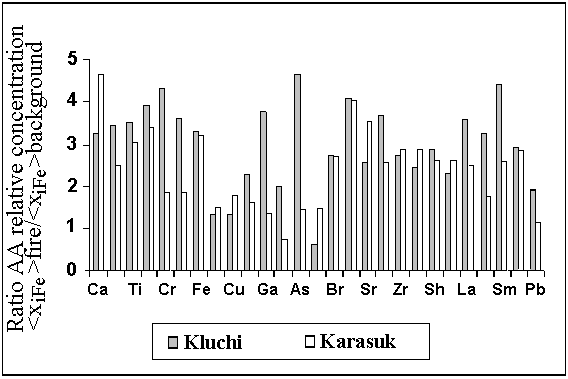 Ratio AA relative concentration
<xiFe>fire/<xiFe>background
5
4
3
2
1
0
Ca Ti Cr Fe Cu Ga As Br Sr Zr Sh La Sm Pb
Kluchi Karasuk